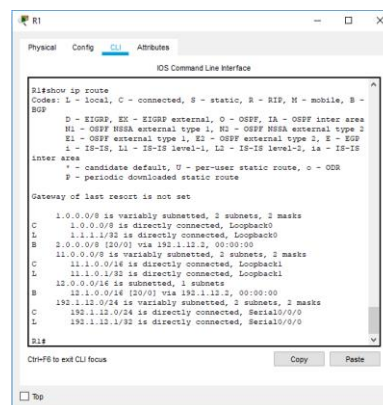 R1
Physical Config CLI Attributes
IOS Command Line Interface
R1#show ip route
Codes: L - local, C - connected, S - static, R - RIP, M - mobile, B -
BGP
D - EIGRP, EX - EIGRP external, O - OSPF, IA - OSPF inter area
N1 - OSPF NSSA external type 1, N2 - OSPF NSSA external type 2
E1 - OSPF external type 1, E2 - OSPF external type 2, E - EGP
i - IS-IS, L1 - IS-IS level-1, L2 - IS-IS level-2, ia - IS-IS
inter area
* - candidate default, U - per-user static route, o - ODR
P - periodic downloaded static route
Gateway of last resort is not set
1.0.0.0/8 is variably subnetted, 2 subnets, 2 masks
C 1.0.0.0/8 is directly connected, Loopback0
L 1.1.1.1/32 is directly connected, Loopback0
B 2.0.0.0/8 [20/0] via 192.1.12.2, 00:00:00
11.0.0.0/8 is variably subnetted, 2 subnets, 2 masks
C 11.1.0.0/16 is directly connected, Loopback1
L 11.1.0.1/32 is directly connected, Loopback1
12.0.0.0/16 is subnetted, 1 subnets
B 12.1.0.0/16 [20/0] via 192.1.12.2, 00:00:00
192.1.12.0/24 is variably subnetted, 2 subnets, 2 masks
C 192.1.12.0/24 is directly connected, Serial0/0/0
L 192.1.12.1/32 is directly connected, Serial0/0/0
R1#
Ctrl+F6 to exit CLI focus
Copy Paste
Top